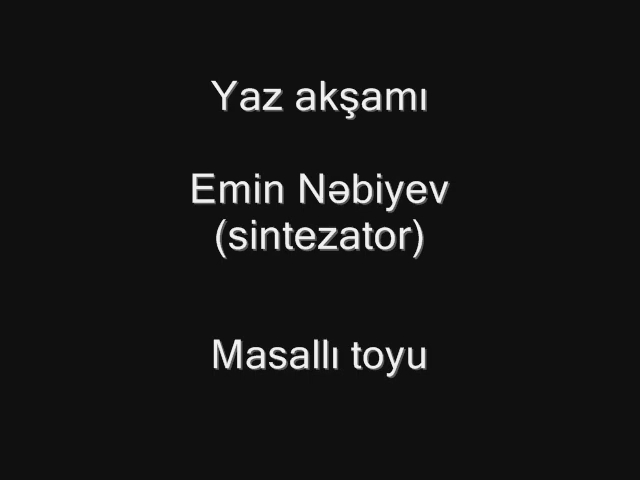 Yaz akşamı
Emin Nəbiyev
(sintezator)
Masallı toyu